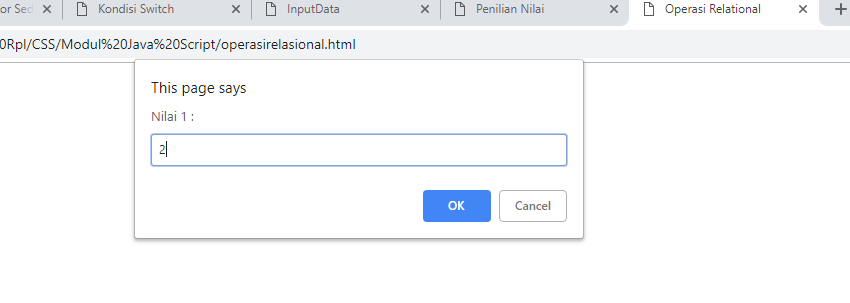 or Sed
Kondisi Switch
InputData
Penilian Nilai
Operasi Relational
0Rpl/CSS/Modul%20Java%20Script/operasirelasional.html
This page says
Nilai 1 :
2
OK
Cancel